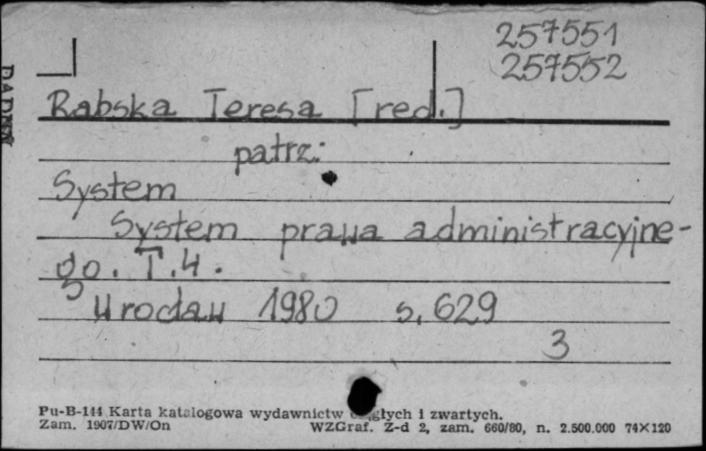 257551
257552
Rabska Teresa [red.]
patrz:
System
System prawa administracyjne-
go. T.4.
Wrocław 1980 s. 629
3
Pu-B-144 Karta katalogowa wydawnictw ciągłych i zwartych.
Zam. 1907/DW/On WZGraf. Z-d 2, zam. 660/80, n. 2.500.000 74×120